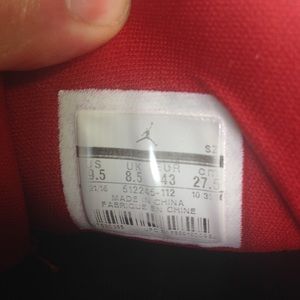 SZ
US UK EUR cm
9.5 8.5 43 27.5
512245-112
MADE IN CHINA
FABRIQUE EN CHINE